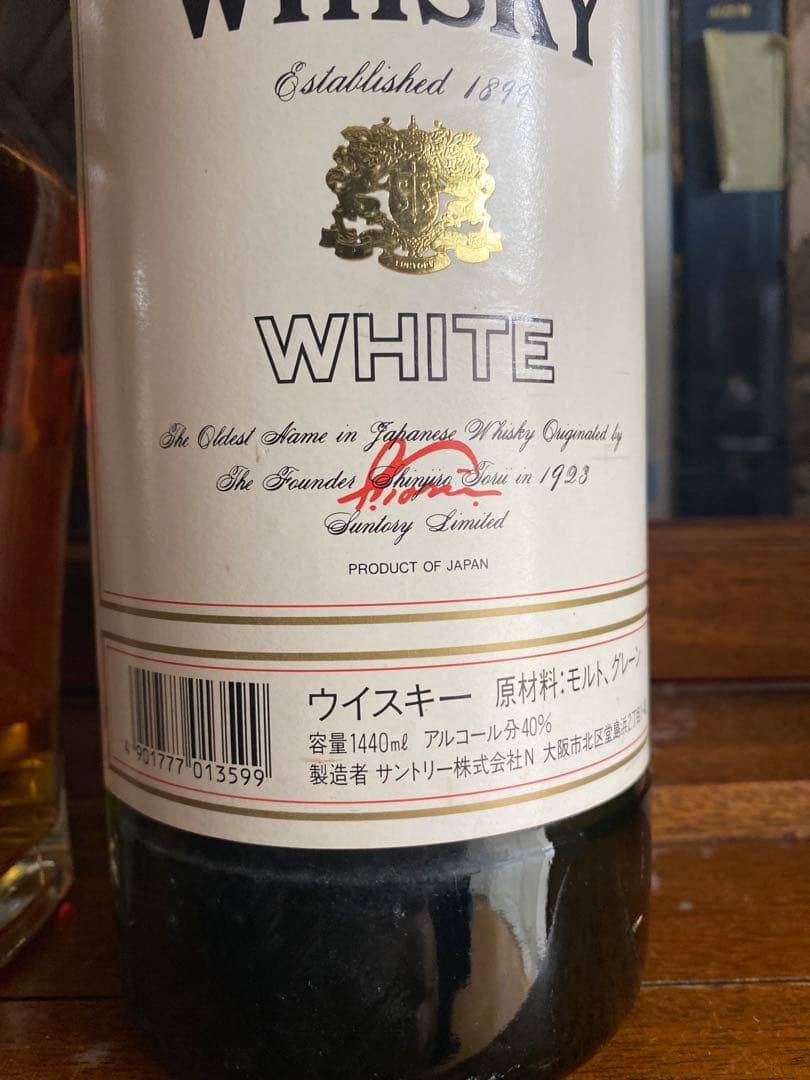 WHISKY
Established 1899
WHITE
The Oldest Name in Japanese Whisky Originated by
The Founder Shinjiro Torii in 1923
Suntory Limited
PRODUCT OF JAPAN
ウイスキー 原材料:モルト、グレーン
容量1440㎖ アルコール分40%
製造者 サントリー株式会社N 大阪市北区堂島浜2丁目
4 901777 013599